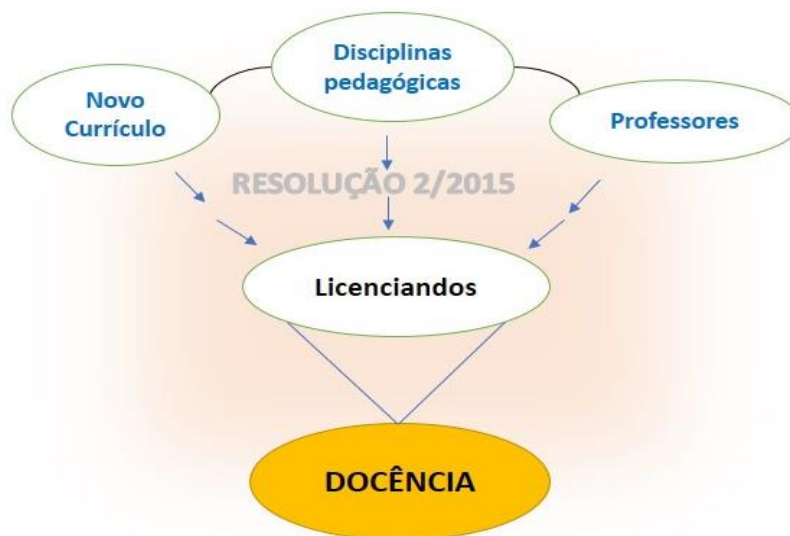 Disciplinas
pedagógicas
Novo
Currículo
Professores
RESOLUÇÃO 2/2015
Licenciandos
DOCÊNCIA